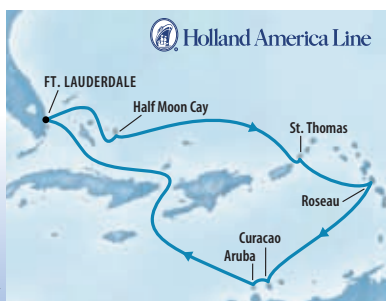 Holland America Line
FT. LAUDERDALE
Half Moon Cay
St. Thomas
Roseau
Curacao
Aruba